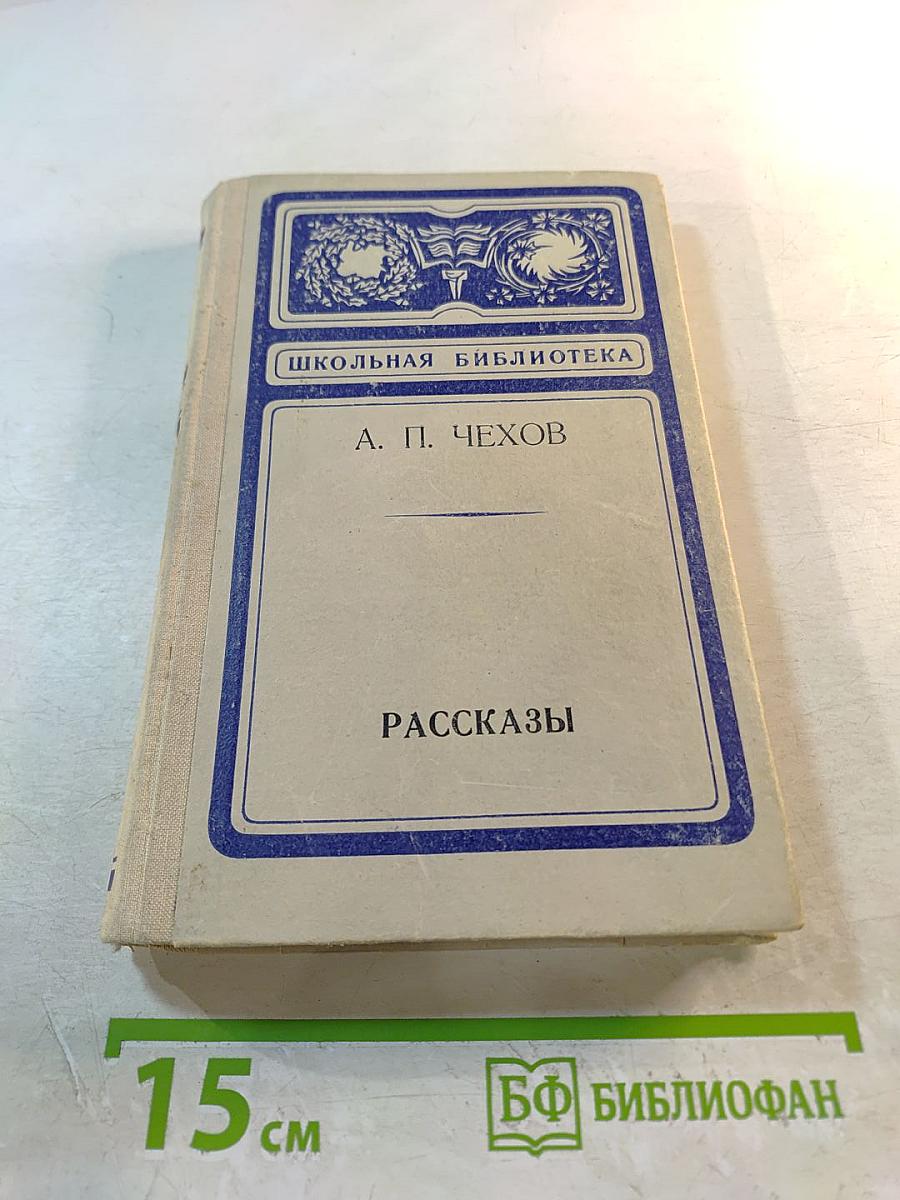 ШКОЛЬНАЯ БИБЛИОТЕКА
А. П. ЧЕХОВ
РАССКАЗЫ
15 см
БФ БИБЛИОФАН